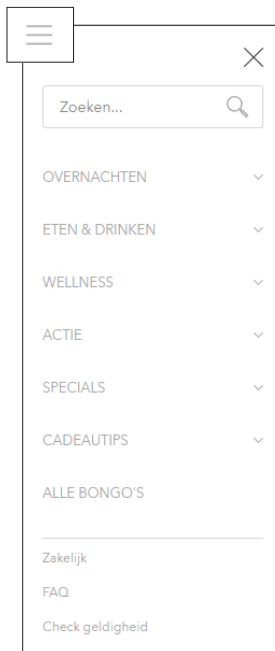 Zoeken...
OVERNACHTEN
ETEN & DRINKEN
WELLNESS
ACTIE
SPECIALS
CADEAUTIPS
ALLE BONGO'S
Zakelijk
FAQ
Check geldigheid